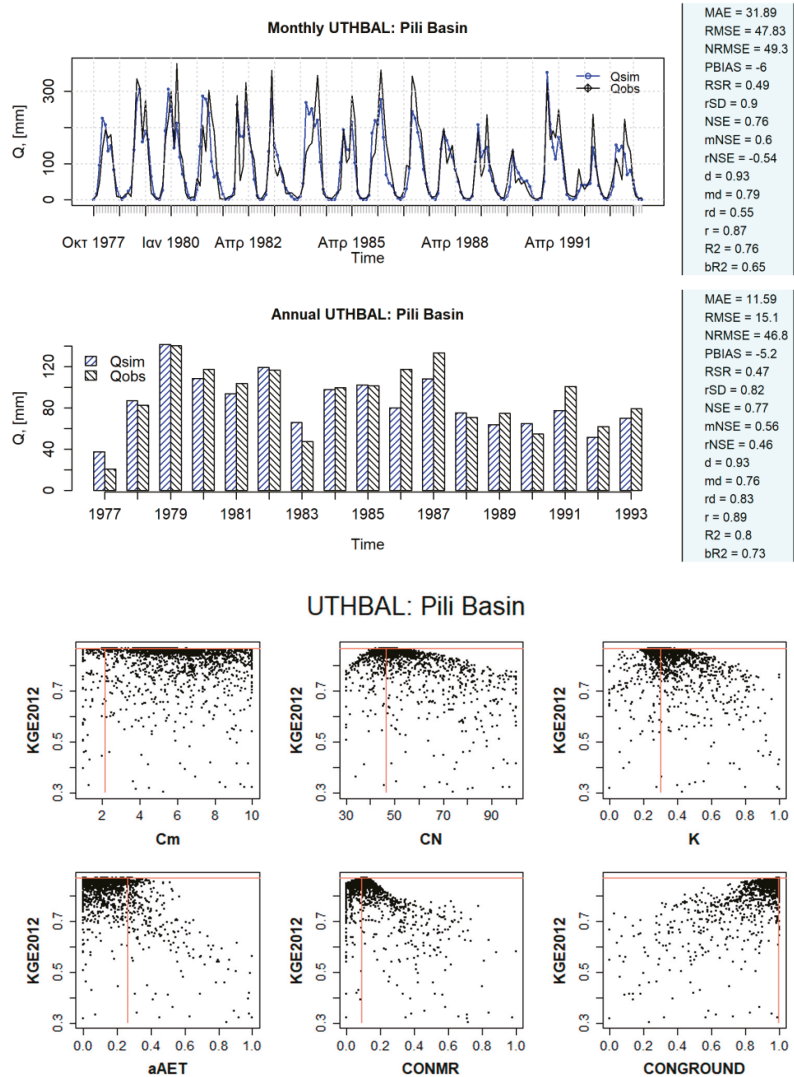 Monthly UTHBAL: Pili Basin
Q, [mm]
300
100
0
Qsim
Qobs
Οκτ 1977 Ιαν 1980 Απρ 1982 Απρ 1985 Απρ 1988 Απρ 1991
Time
MAE = 31.89
RMSE = 47.83
NRMSE = 49.3
PBIAS = -6
RSR = 0.49
rSD = 0.9
NSE = 0.76
mNSE = 0.6
rNSE = -0.54
d = 0.93
md = 0.79
rd = 0.55
r = 0.87
R2 = 0.76
bR2 = 0.65
Annual UTHBAL: Pili Basin
Q, [mm]
120
80
40
0
Qsim
Qobs
1977 1979 1981 1983 1985 1987 1989 1991 1993
Time
MAE = 11.59
RMSE = 15.1
NRMSE = 46.8
PBIAS = -5.2
RSR = 0.47
rSD = 0.82
NSE = 0.77
mNSE = 0.56
rNSE = 0.46
d = 0.93
md = 0.76
rd = 0.83
r = 0.89
R2 = 0.8
bR2 = 0.73
UTHBAL: Pili Basin
KGE2012
0.7
0.5
0.3
2 4 6 8 10
Cm
KGE2012
0.7
0.5
0.3
30 50 70 90
CN
KGE2012
0.7
0.5
0.3
0.0 0.2 0.4 0.6 0.8 1.0
K
KGE2012
0.7
0.5
0.3
0.0 0.2 0.4 0.6 0.8 1.0
aAET
KGE2012
0.7
0.5
0.3
0.0 0.2 0.4 0.6 0.8 1.0
CONMR
KGE2012
0.7
0.5
0.3
0.0 0.2 0.4 0.6 0.8 1.0
CONGROUND